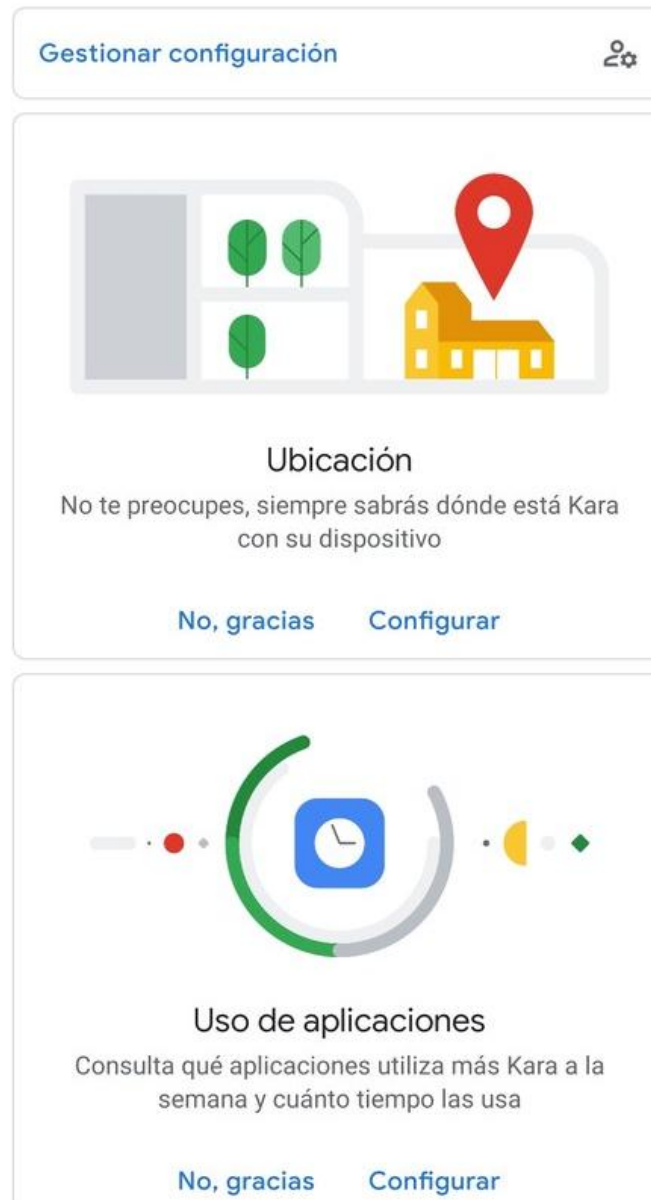 Gestionar configuración
Ubicación
No te preocupes, siempre sabrás dónde está Kara
con su dispositivo
No, gracias Configurar
Uso de aplicaciones
Consulta qué aplicaciones utiliza más Kara a la
semana y cuánto tiempo las usa
No, gracias Configurar